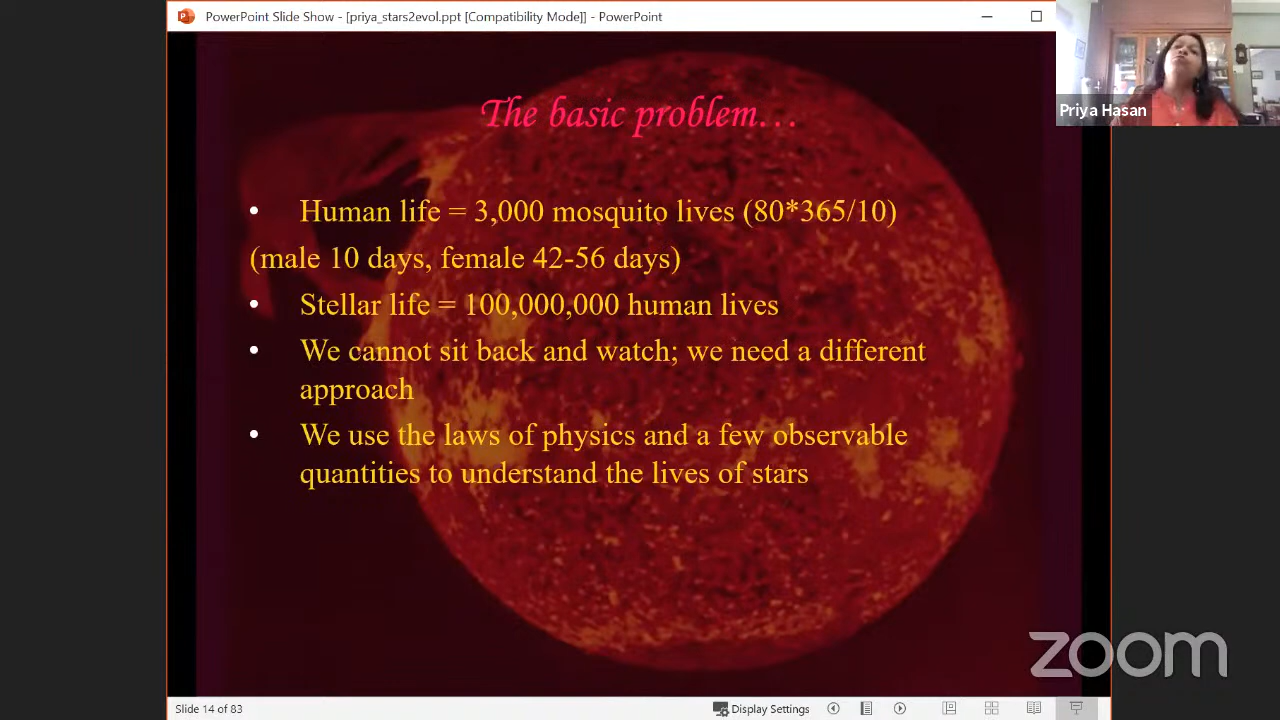 PowerPoint Slide Show - [priya_stars2evol.ppt [Compatibility Mode]] - PowerPoint
Priya Hasan
The basic problem…
• Human life = 3,000 mosquito lives (80*365/10)
(male 10 days, female 42-56 days)
• Stellar life = 100,000,000 human lives
• We cannot sit back and watch; we need a different
approach
• We use the laws of physics and a few observable
quantities to understand the lives of stars
zoom
Slide 14 of 83
Display Settings